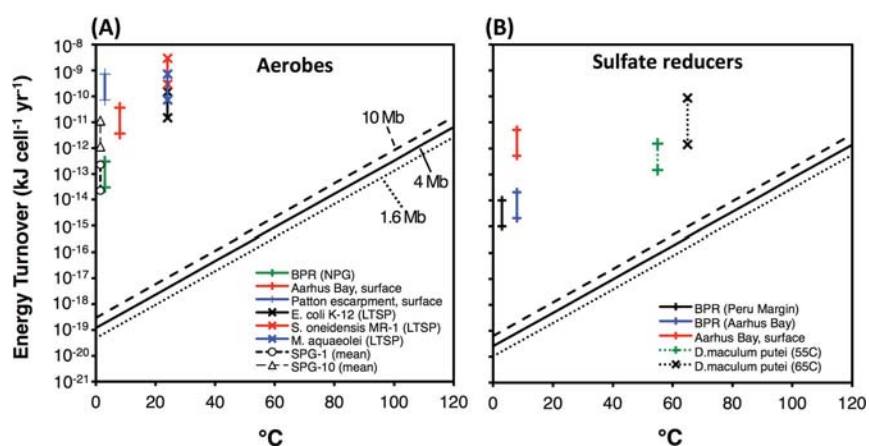 (A)
Aerobes
Energy Turnover (kJ cell⁻¹ yr⁻¹)
10⁻⁸
10⁻⁹
10⁻¹⁰
10⁻¹¹
10⁻¹²
10⁻¹³
10⁻¹⁴
10⁻¹⁵
10⁻¹⁶
10⁻¹⁷
10⁻¹⁸
10⁻¹⁹
10⁻²⁰
10⁻²¹
10 Mb
4 Mb
1.6 Mb
BPR (NPG)
Aarhus Bay, surface
Patton escarpment, surface
E. coli K-12 (LTSP)
S. oneidensis MR-1 (LTSP)
M. aquaeolei (LTSP)
SPG-1 (mean)
SPG-10 (mean)
0 20 40 60 80 100 120
°C
(B)
Sulfate reducers
BPR (Peru Margin)
BPR (Aarhus Bay)
Aarhus Bay, surface
D.maculum putei (55C)
D.maculum putei (65C)
0 20 40 60 80 100 120
°C